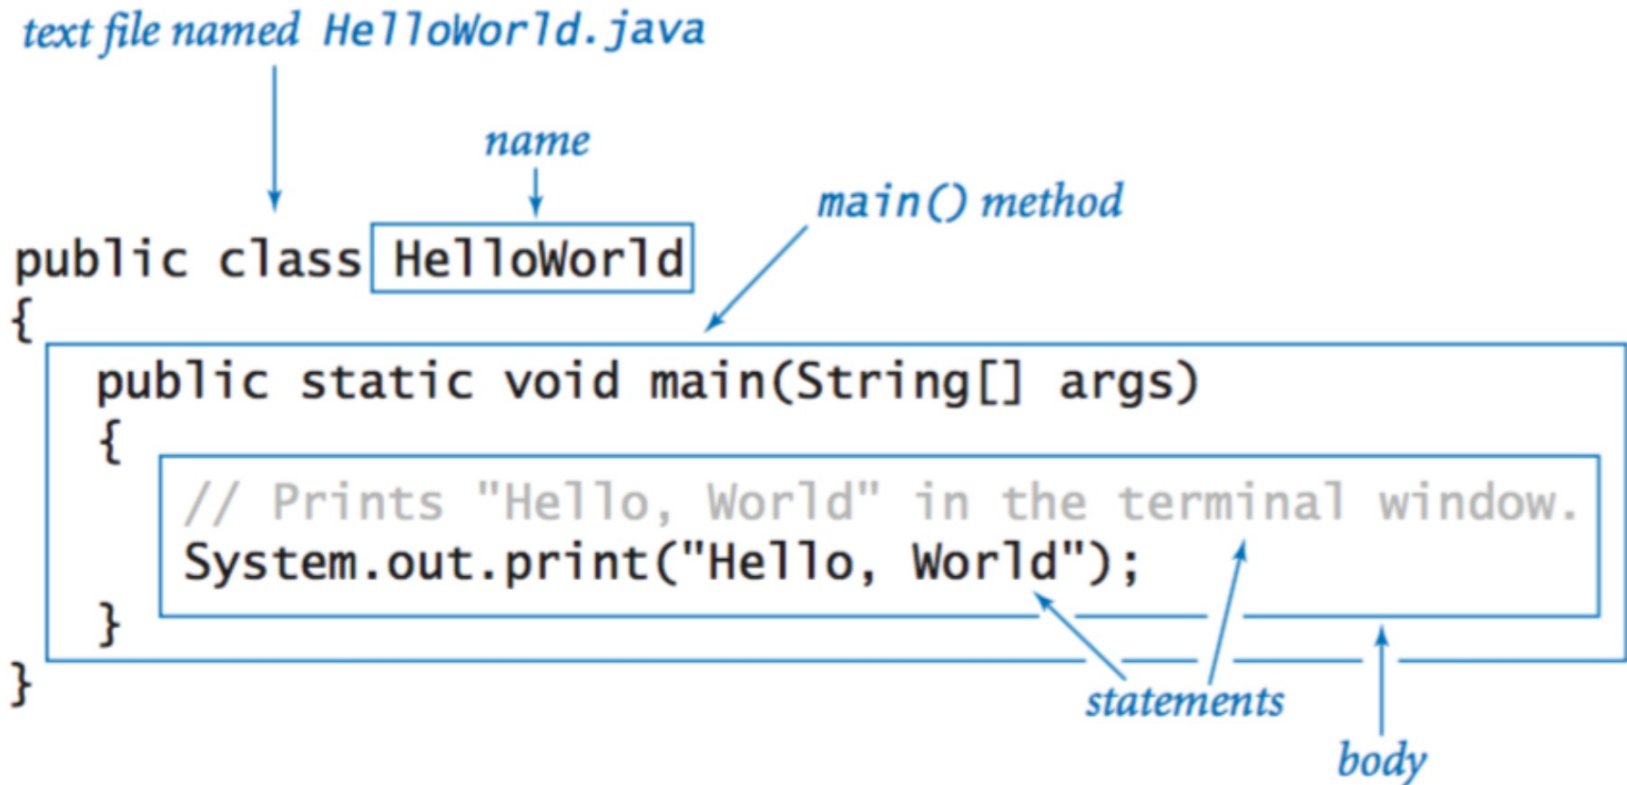 text file named HelloWorld.java
name
main() method
public class HelloWorld
{
public static void main(String[] args)
{
// Prints "Hello, World" in the terminal window.
System.out.print("Hello, World");
}
}
statements
body